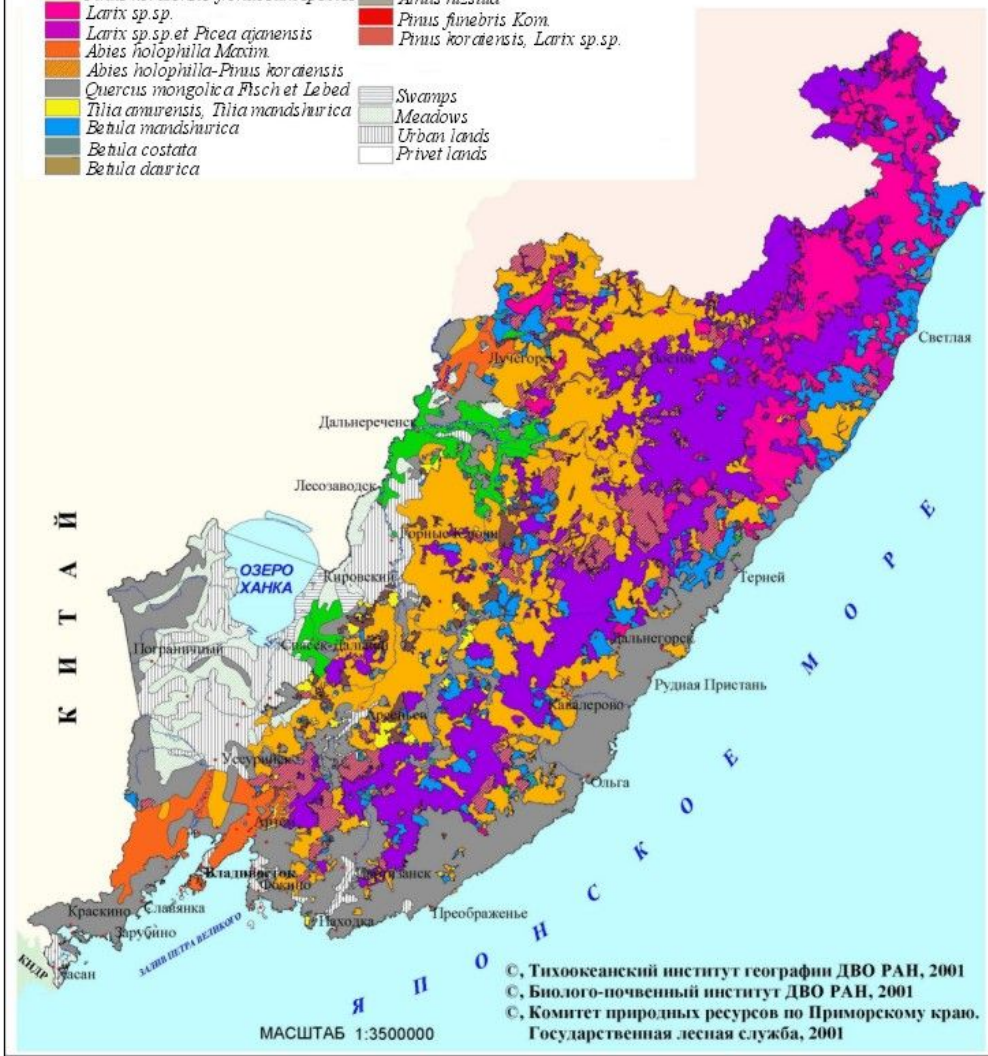 Larix sp.sp.
Larix sp.sp.et Picea ajanensis
Abies holophilla Maxim.
Abies holophilla-Pinus koraiensis
Quercus mongolica Fisch et Lebed
Tilia amurensis, Tilia mandshurica
Betula mandshurica
Betula costata
Betula daurica
Pinus funebris Kom.
Pinus koraiensis, Larix sp.sp.
Swamps
Meadows
Urban lands
Privet lands
Светлая
Лучегорск
Восток
Дальнереченск
Лесозаводск
Горные Ключи
КИТАЙ
ОЗЕРО
ХАНКА
Кировский
Терней
Пограничный
Спасск-Дальний
Дальнегорск
Рудная Пристань
Кавалерово
Арсеньев
Уссурийск
Ольга
Владивосток
Фокино
Партизанск
Краскино
Славянка
Находка
Преображенье
Зарубино
ЗАЛИВ ПЕТРА ВЕЛИКОГО
КНДР
Хасан
ЯПОНСКОЕ МОРЕ
©, Тихоокеанский институт географии ДВО РАН, 2001
©, Биолого-почвенный институт ДВО РАН, 2001
©, Комитет природных ресурсов по Приморскому краю.
Государственная лесная служба, 2001
МАСШТАБ 1:3500000